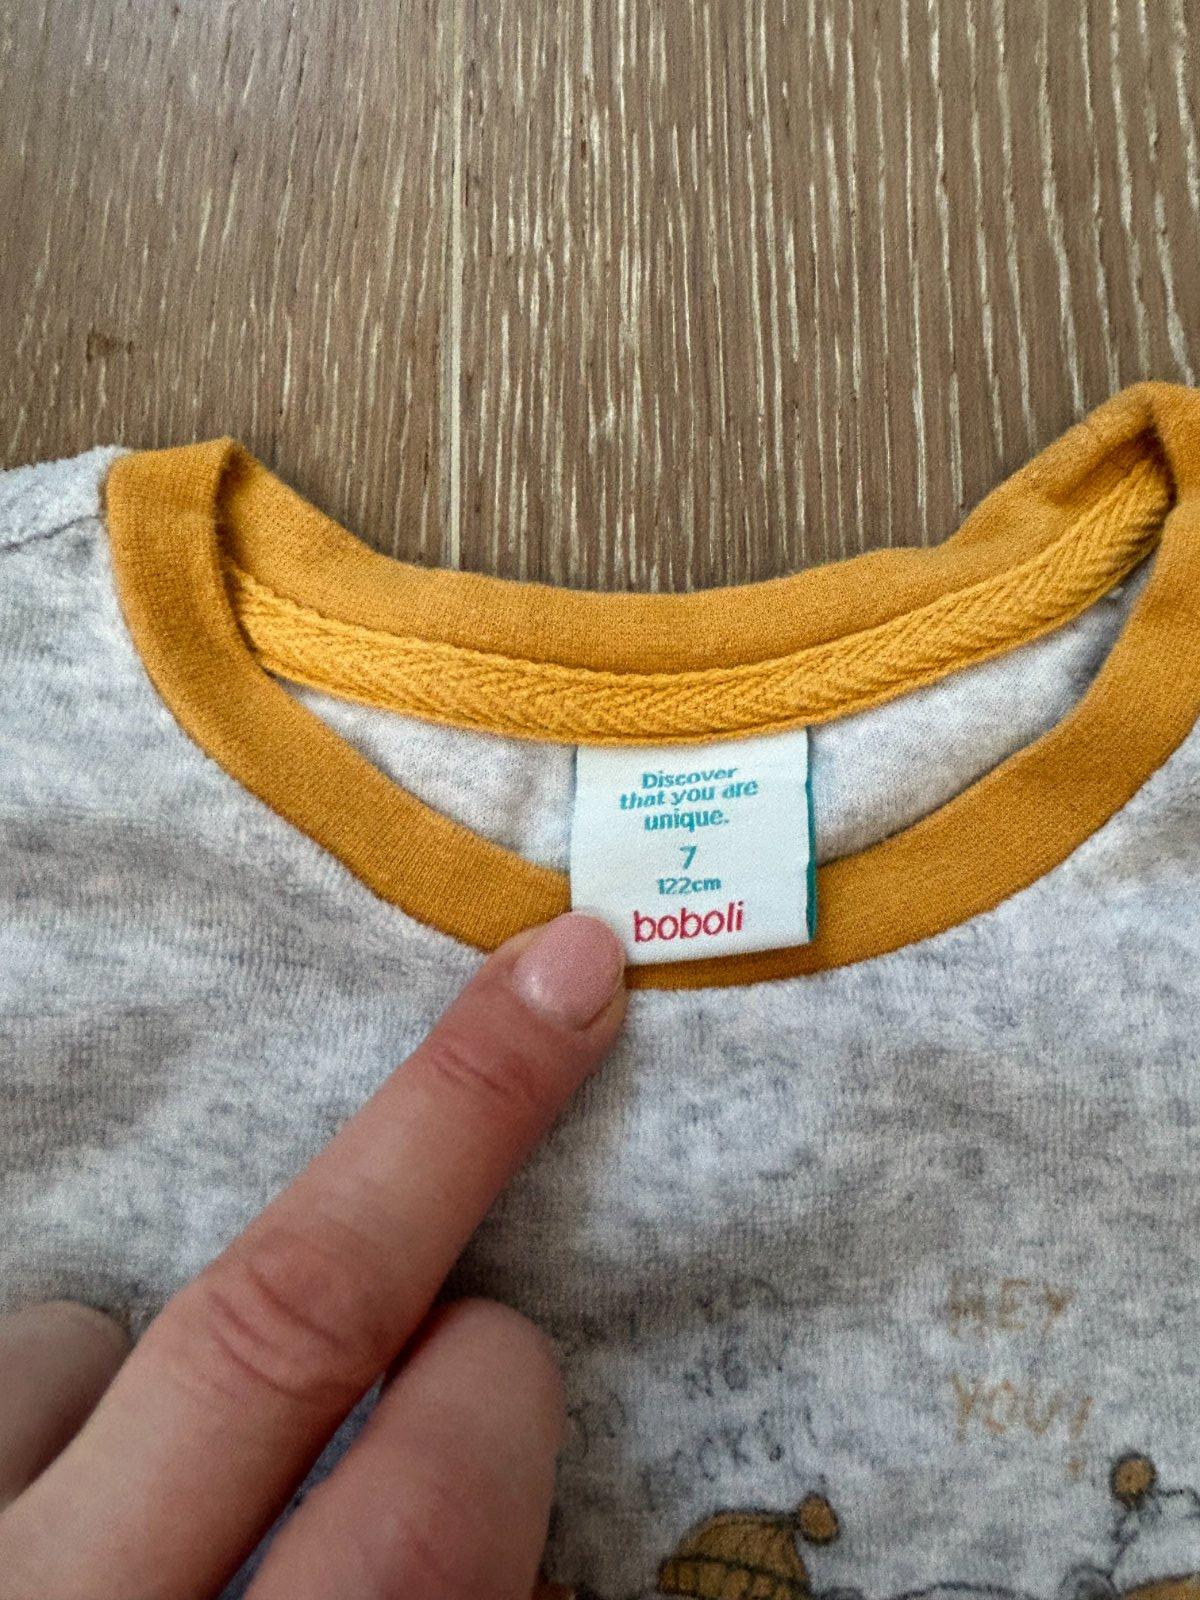 Discover
that you are
unique.
7
122cm
boboli
HEY
YOU!